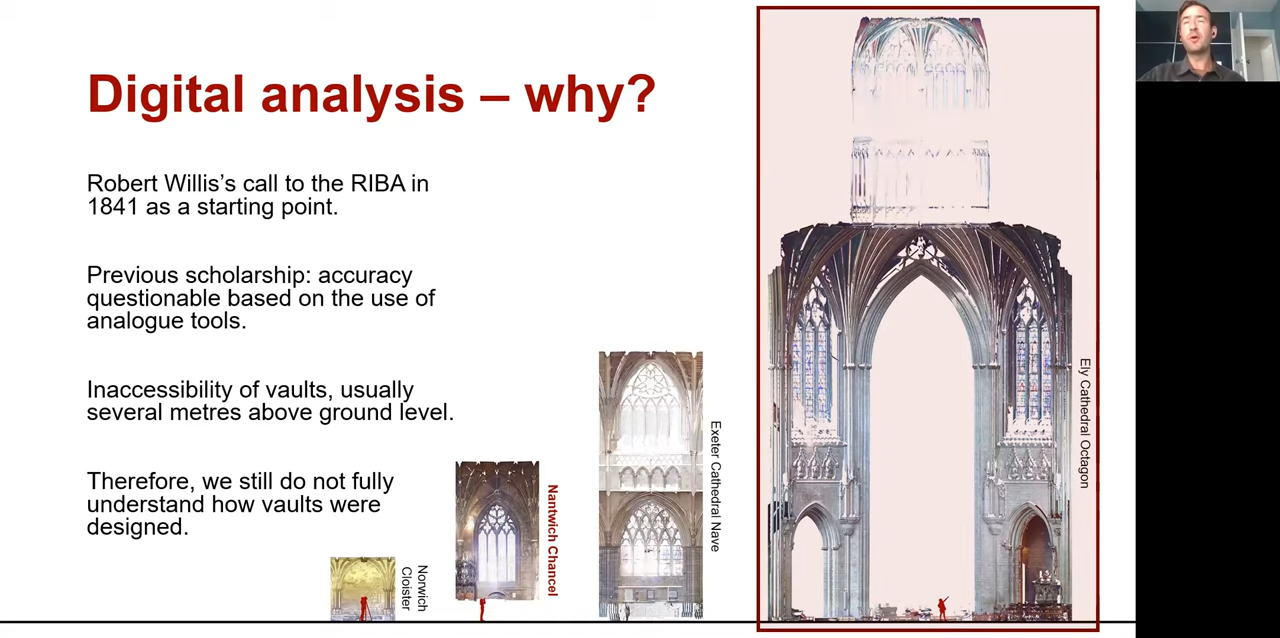 Digital analysis – why?
Robert Willis’s call to the RIBA in
1841 as a starting point.
Previous scholarship: accuracy
questionable based on the use of
analogue tools.
Inaccessibility of vaults, usually
several metres above ground level.
Therefore, we still do not fully
understand how vaults were
designed.
Norwich
Cloister
Nantwich Chancel
Exeter Cathedral Nave
Ely Cathedral Octagon